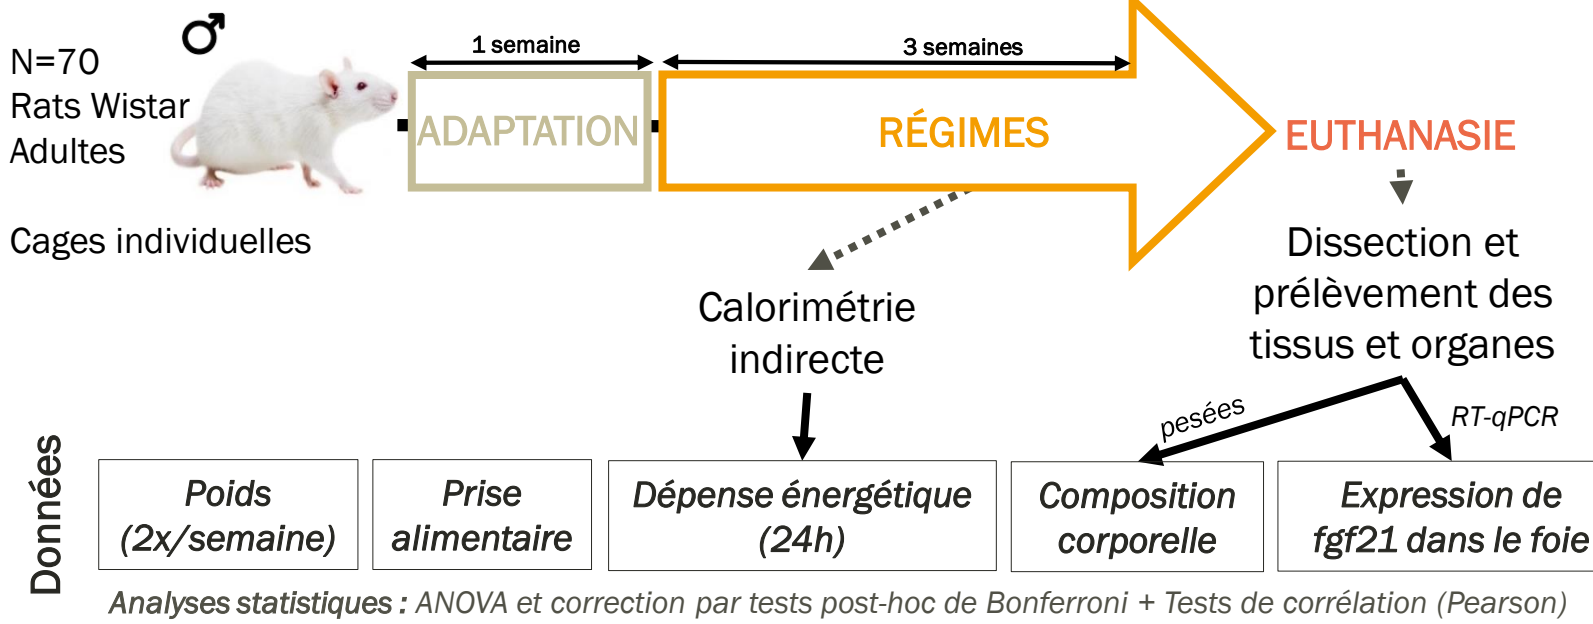 N=70
Rats Wistar
Adultes
Cages individuelles
1 semaine
ADAPTATION
3 semaines
RÉGIMES
EUTHANASIE
Calorimétrie
indirecte
Dissection et
prélèvement des
tissus et organes
pesées
RT-qPCR
Données
Poids
(2x/semaine)
Prise
alimentaire
Dépense énergétique
(24h)
Composition
corporelle
Expression de
fgf21 dans le foie
Analyses statistiques : ANOVA et correction par tests post-hoc de Bonferroni + Tests de corrélation (Pearson)